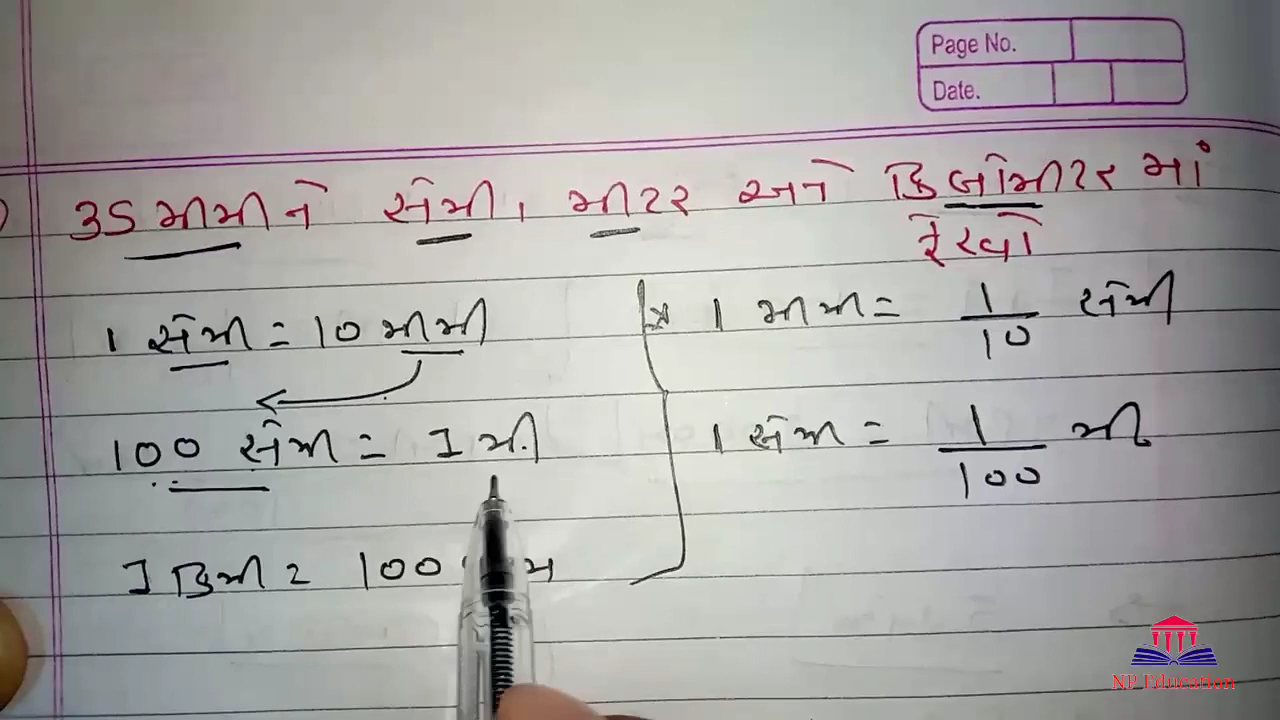 Page No.
Date.
35 મીમીને સેમી, મીટર અને કિલોમીટર માં
ફેરવો
1 સેમી = 10 મીમી
100 સેમી = 1 મી.
1 કિમી = 100
1 મીમી = 1/10 સેમી
1 સેમી = 1/100 મી
NP Education